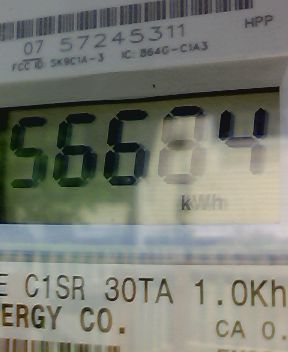 HPP
07 57245311
FCC ID: SK9C1A-3 IC: 864G-C1A3
56684
kWh
E C1SR 30TA 1.0Kh
ERGY CO.
CA 0.